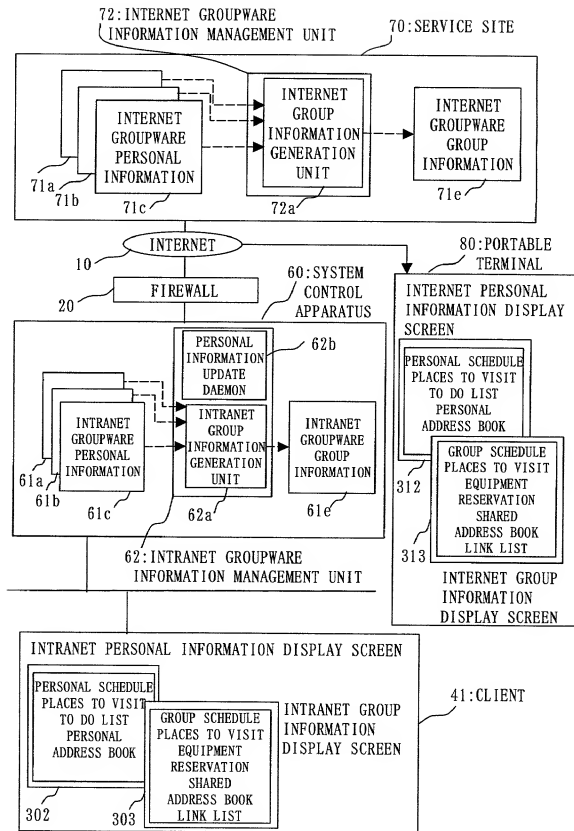 72:INTERNET GROUPWARE
INFORMATION MANAGEMENT UNIT
70:SERVICE SITE
INTERNET
GROUPWARE
PERSONAL
INFORMATION
71a
71b
71c
INTERNET
GROUP
INFORMATION
GENERATION
UNIT
72a
INTERNET
GROUPWARE
GROUP
INFORMATION
71e
INTERNET
10
FIREWALL
20
60:SYSTEM
CONTROL
APPARATUS
80:PORTABLE
TERMINAL
PERSONAL
INFORMATION
UPDATE
DAEMON
62b
INTRANET
GROUPWARE
PERSONAL
INFORMATION
61a
61b
61c
INTRANET
GROUP
INFORMATION
GENERATION
UNIT
62a
INTRANET
GROUPWARE
GROUP
INFORMATION
61e
62:INTRANET GROUPWARE
INFORMATION MANAGEMENT UNIT
INTERNET PERSONAL
INFORMATION DISPLAY
SCREEN
PERSONAL SCHEDULE
PLACES TO VISIT
TO DO LIST
PERSONAL
ADDRESS BOOK
312
GROUP SCHEDULE
PLACES TO VISIT
EQUIPMENT
RESERVATION
SHARED
ADDRESS BOOK
LINK LIST
313
INTERNET GROUP
INFORMATION
DISPLAY SCREEN
INTRANET PERSONAL INFORMATION DISPLAY SCREEN
PERSONAL SCHEDULE
PLACES TO VISIT
TO DO LIST
PERSONAL
ADDRESS BOOK
302
GROUP SCHEDULE
PLACES TO VISIT
EQUIPMENT
RESERVATION
SHARED
ADDRESS BOOK
LINK LIST
303
INTRANET GROUP
INFORMATION
DISPLAY SCREEN
41:CLIENT